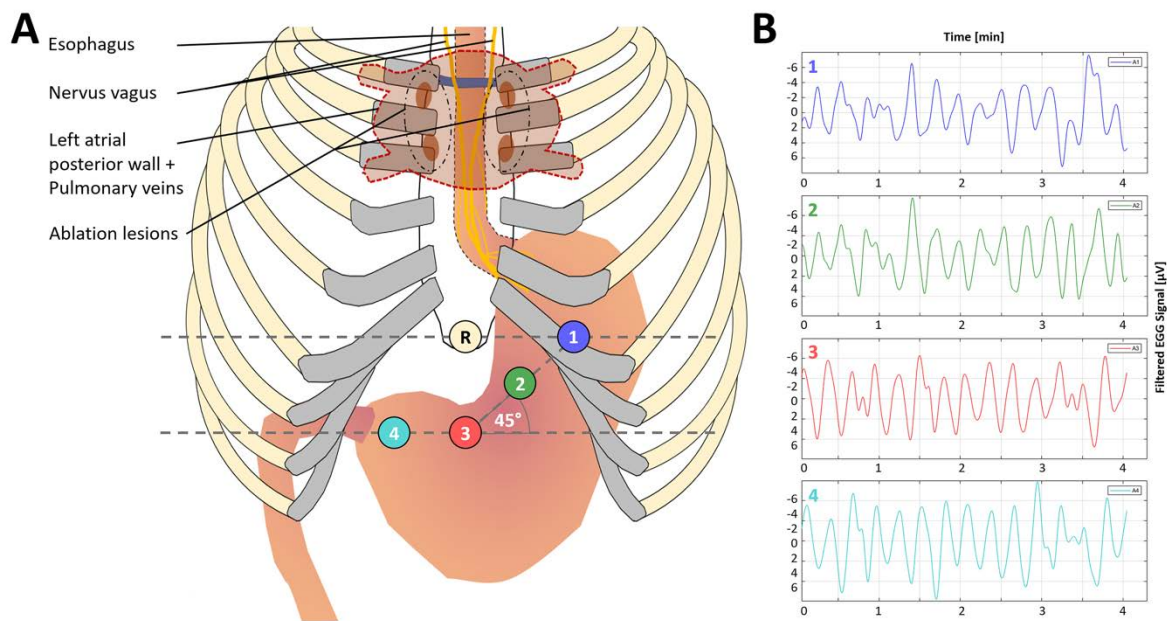 A
Esophagus
Nervus vagus
Left atrial
posterior wall +
Pulmonary veins
Ablation lesions
R
1
2
3
4
45°
B
Time [min]
1
A1
-6
-4
-2
0
2
4
6
0 1 2 3 4
2
A2
-6
-4
-2
0
2
4
6
0 1 2 3 4
3
A3
-6
-4
-2
0
2
4
6
0 1 2 3 4
4
A4
-6
-4
-2
0
2
4
6
0 1 2 3 4
Filtered EGG Signal [µV]